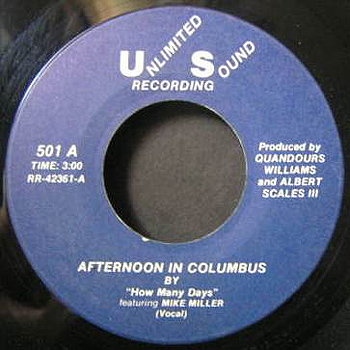 UNLIMITED
SOUND
RECORDING
501 A
TIME: 3:00
RR-42361-A
Produced by
QUANDOURS
WILLIAMS
and ALBERT
SCALES III
AFTERNOON IN COLUMBUS
BY
"How Many Days"
featuring MIKE MILLER
(Vocal)